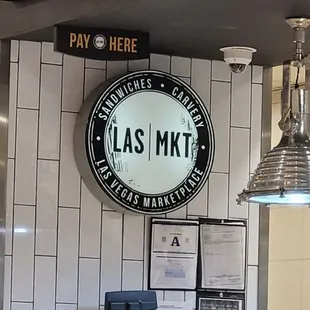 PAY HERE
SANDWICHES • CARVERY
LAS | MKT
LAS VEGAS MARKETPLACE
A